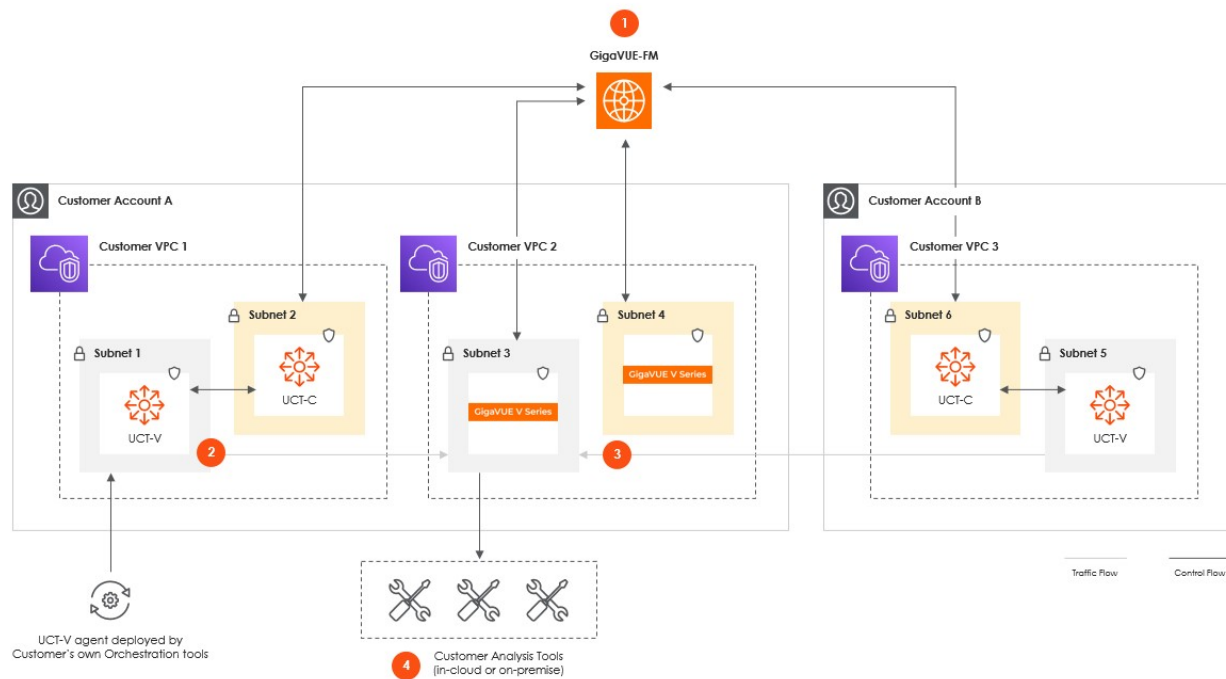 1
GigaVUE-FM
Customer Account A
Customer Account B
Customer VPC 1
Customer VPC 2
Customer VPC 3
Subnet 2
Subnet 4
Subnet 6
Subnet 1
Subnet 3
Subnet 5
GigaVUE V Series
UCT-C
UCT-C
GigaVUE V Series
UCT-V
UCT-V
2
3
Traffic Flow
Control Flow
UCT-V agent deployed by
Customer`s own Orchestration tools
4
Customer Analysis Tools
(in-cloud or on-premise)